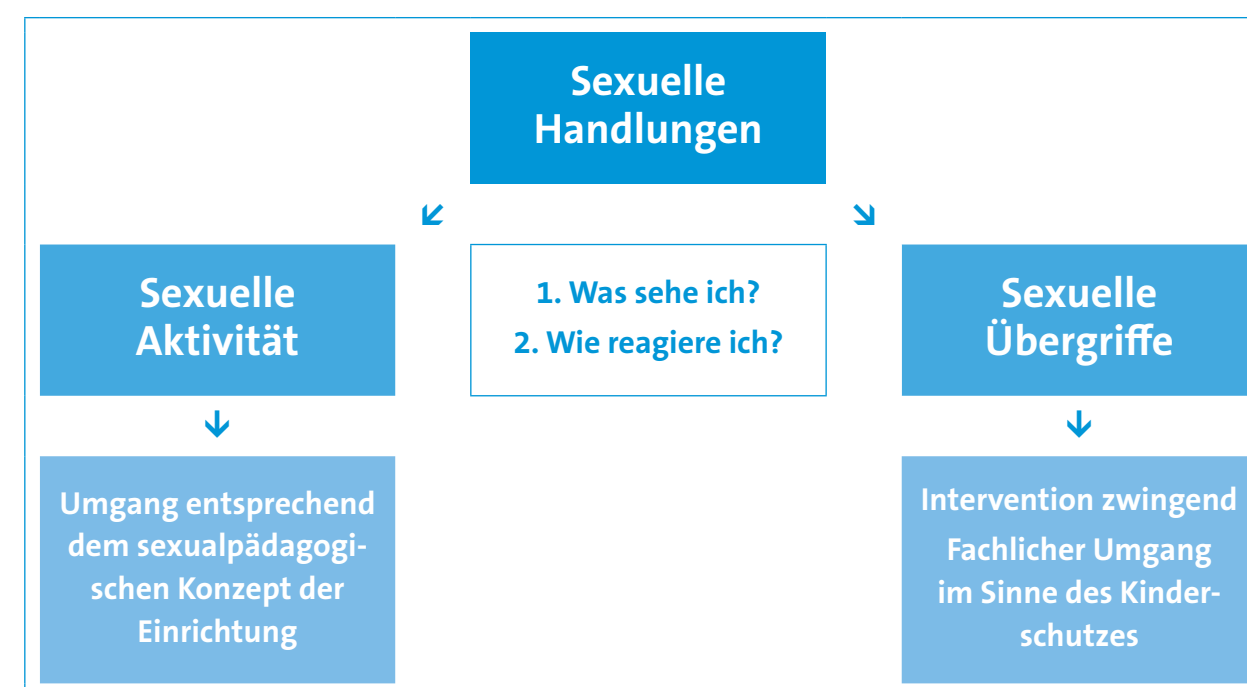 Sexuelle
Handlungen
Sexuelle
Aktivität
1. Was sehe ich?
2. Wie reagiere ich?
Sexuelle
Übergriffe
Umgang entsprechend
dem sexualpädagogi-
schen Konzept der
Einrichtung
Intervention zwingend
Fachlicher Umgang
im Sinne des Kinder-
schutzes